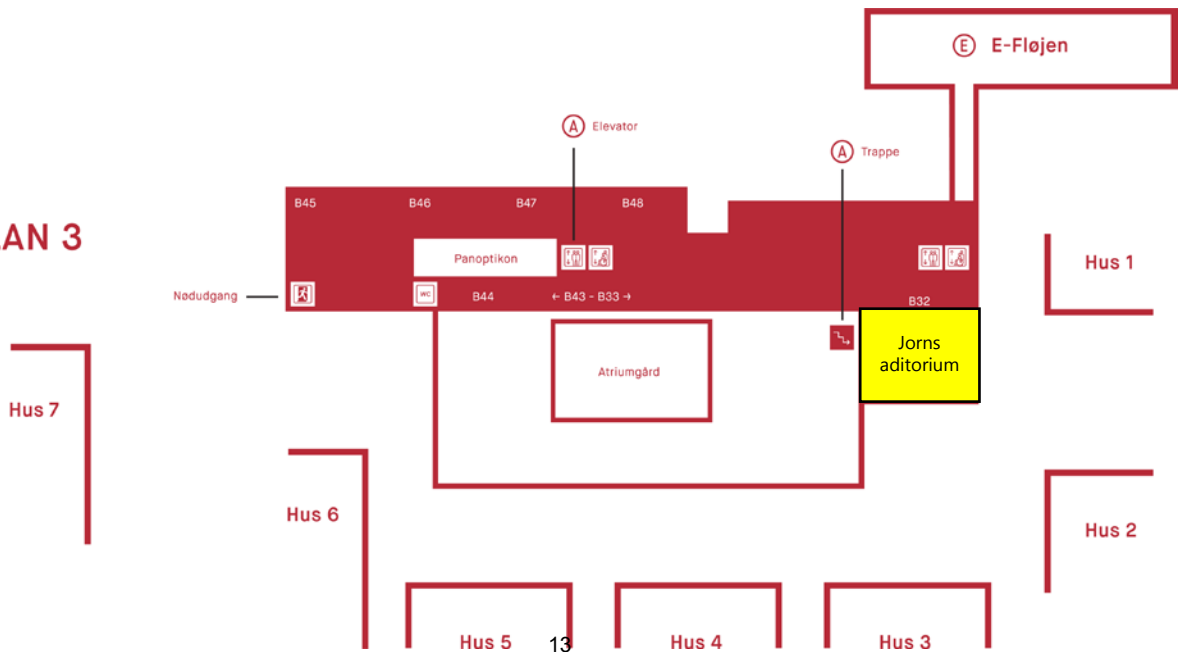 E E-Fløjen
A Elevator
A Trappe
B45 B46 B47 B48
AN 3
Panoptikon
Hus 1
Nødudgang
WC B44 ← B43 - B33 → B32
Jorns
aditorium
Atriumgård
Hus 7
Hus 6
Hus 2
Hus 5 13 Hus 4 Hus 3